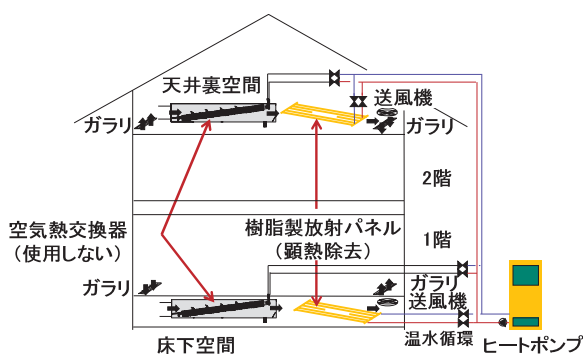 天井裏空間
送風機
ガラリ
ガラリ
2階
空気熱交換器
(使用しない)
樹脂製放射パネル
(顕熱除去)
1階
ガラリ
ガラリ
送風機
温水循環
床下空間
ヒートポンプ